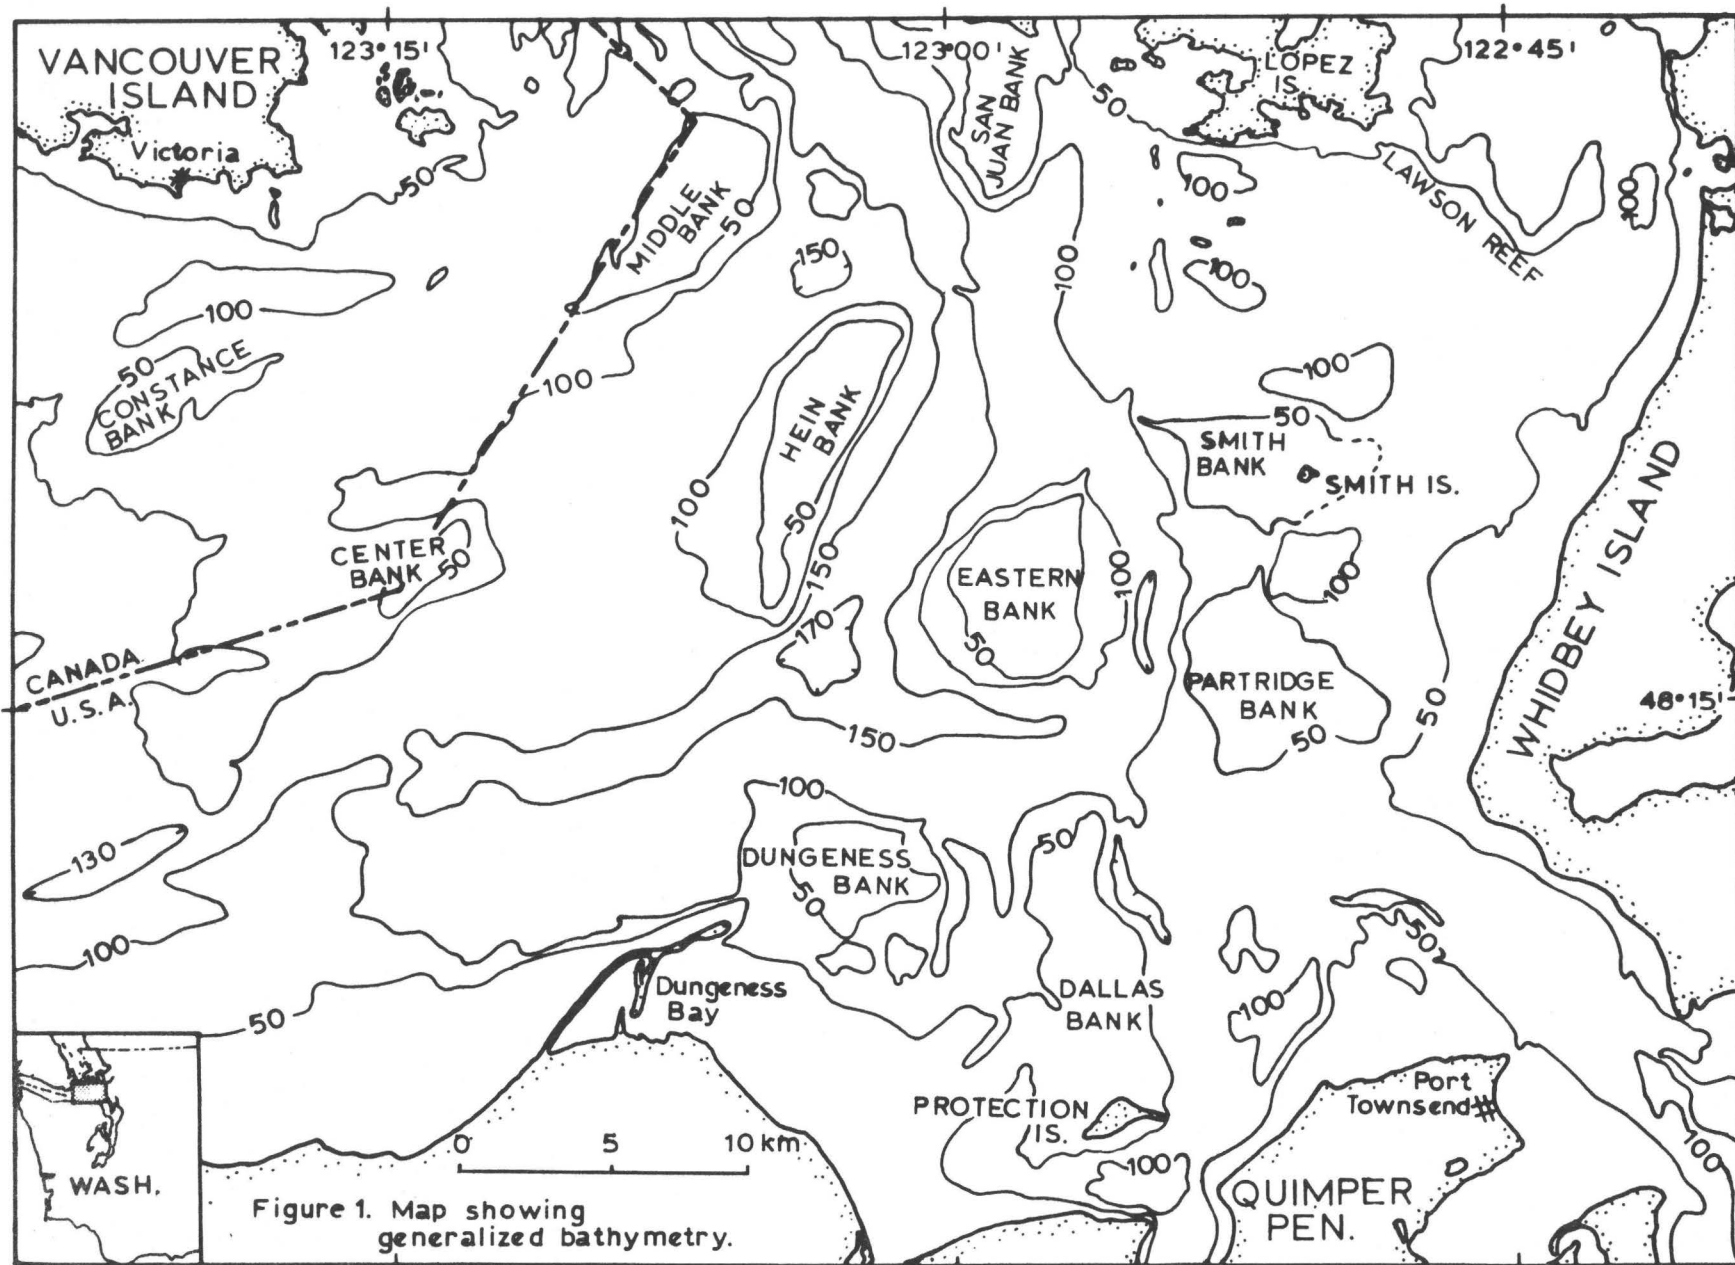 VANCOUVER
ISLAND
123°15'
123°00'
122°45'
Victoria
SAN
JUAN BANK
LOPEZ
IS.
50
50
LAWSON REEF
100
100
100
MIDDLE
BANK
50
150
100
100
50
CONSTANCE
BANK
100
100
HEIN
BANK
50
SMITH
BANK
SMITH IS.
100
50
150
CENTER
BANK
50
EASTERN
BANK
50
100
100
WHIDBEY ISLAND
170
CANADA
U.S.A.
PARTRIDGE
BANK
50
50
48°15'
150
100
130
DUNGENESS
BANK
50
50
100
50
Dungeness
Bay
DALLAS
BANK
100
50
PROTECTION
IS.
Port
Townsend
100
100
WASH.
0 5 10 km
QUIMPER
PEN.
Figure 1. Map showing
generalized bathymetry.